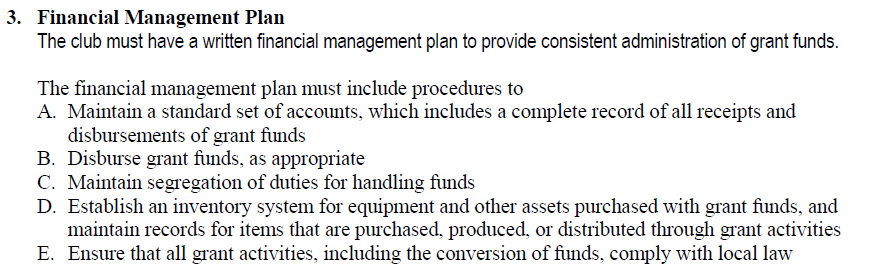 3. Financial Management Plan
The club must have a written financial management plan to provide consistent administration of grant funds.
The financial management plan must include procedures to
A. Maintain a standard set of accounts, which includes a complete record of all receipts and
disbursements of grant funds
B. Disburse grant funds, as appropriate
C. Maintain segregation of duties for handling funds
D. Establish an inventory system for equipment and other assets purchased with grant funds, and
maintain records for items that are purchased, produced, or distributed through grant activities
E. Ensure that all grant activities, including the conversion of funds, comply with local law